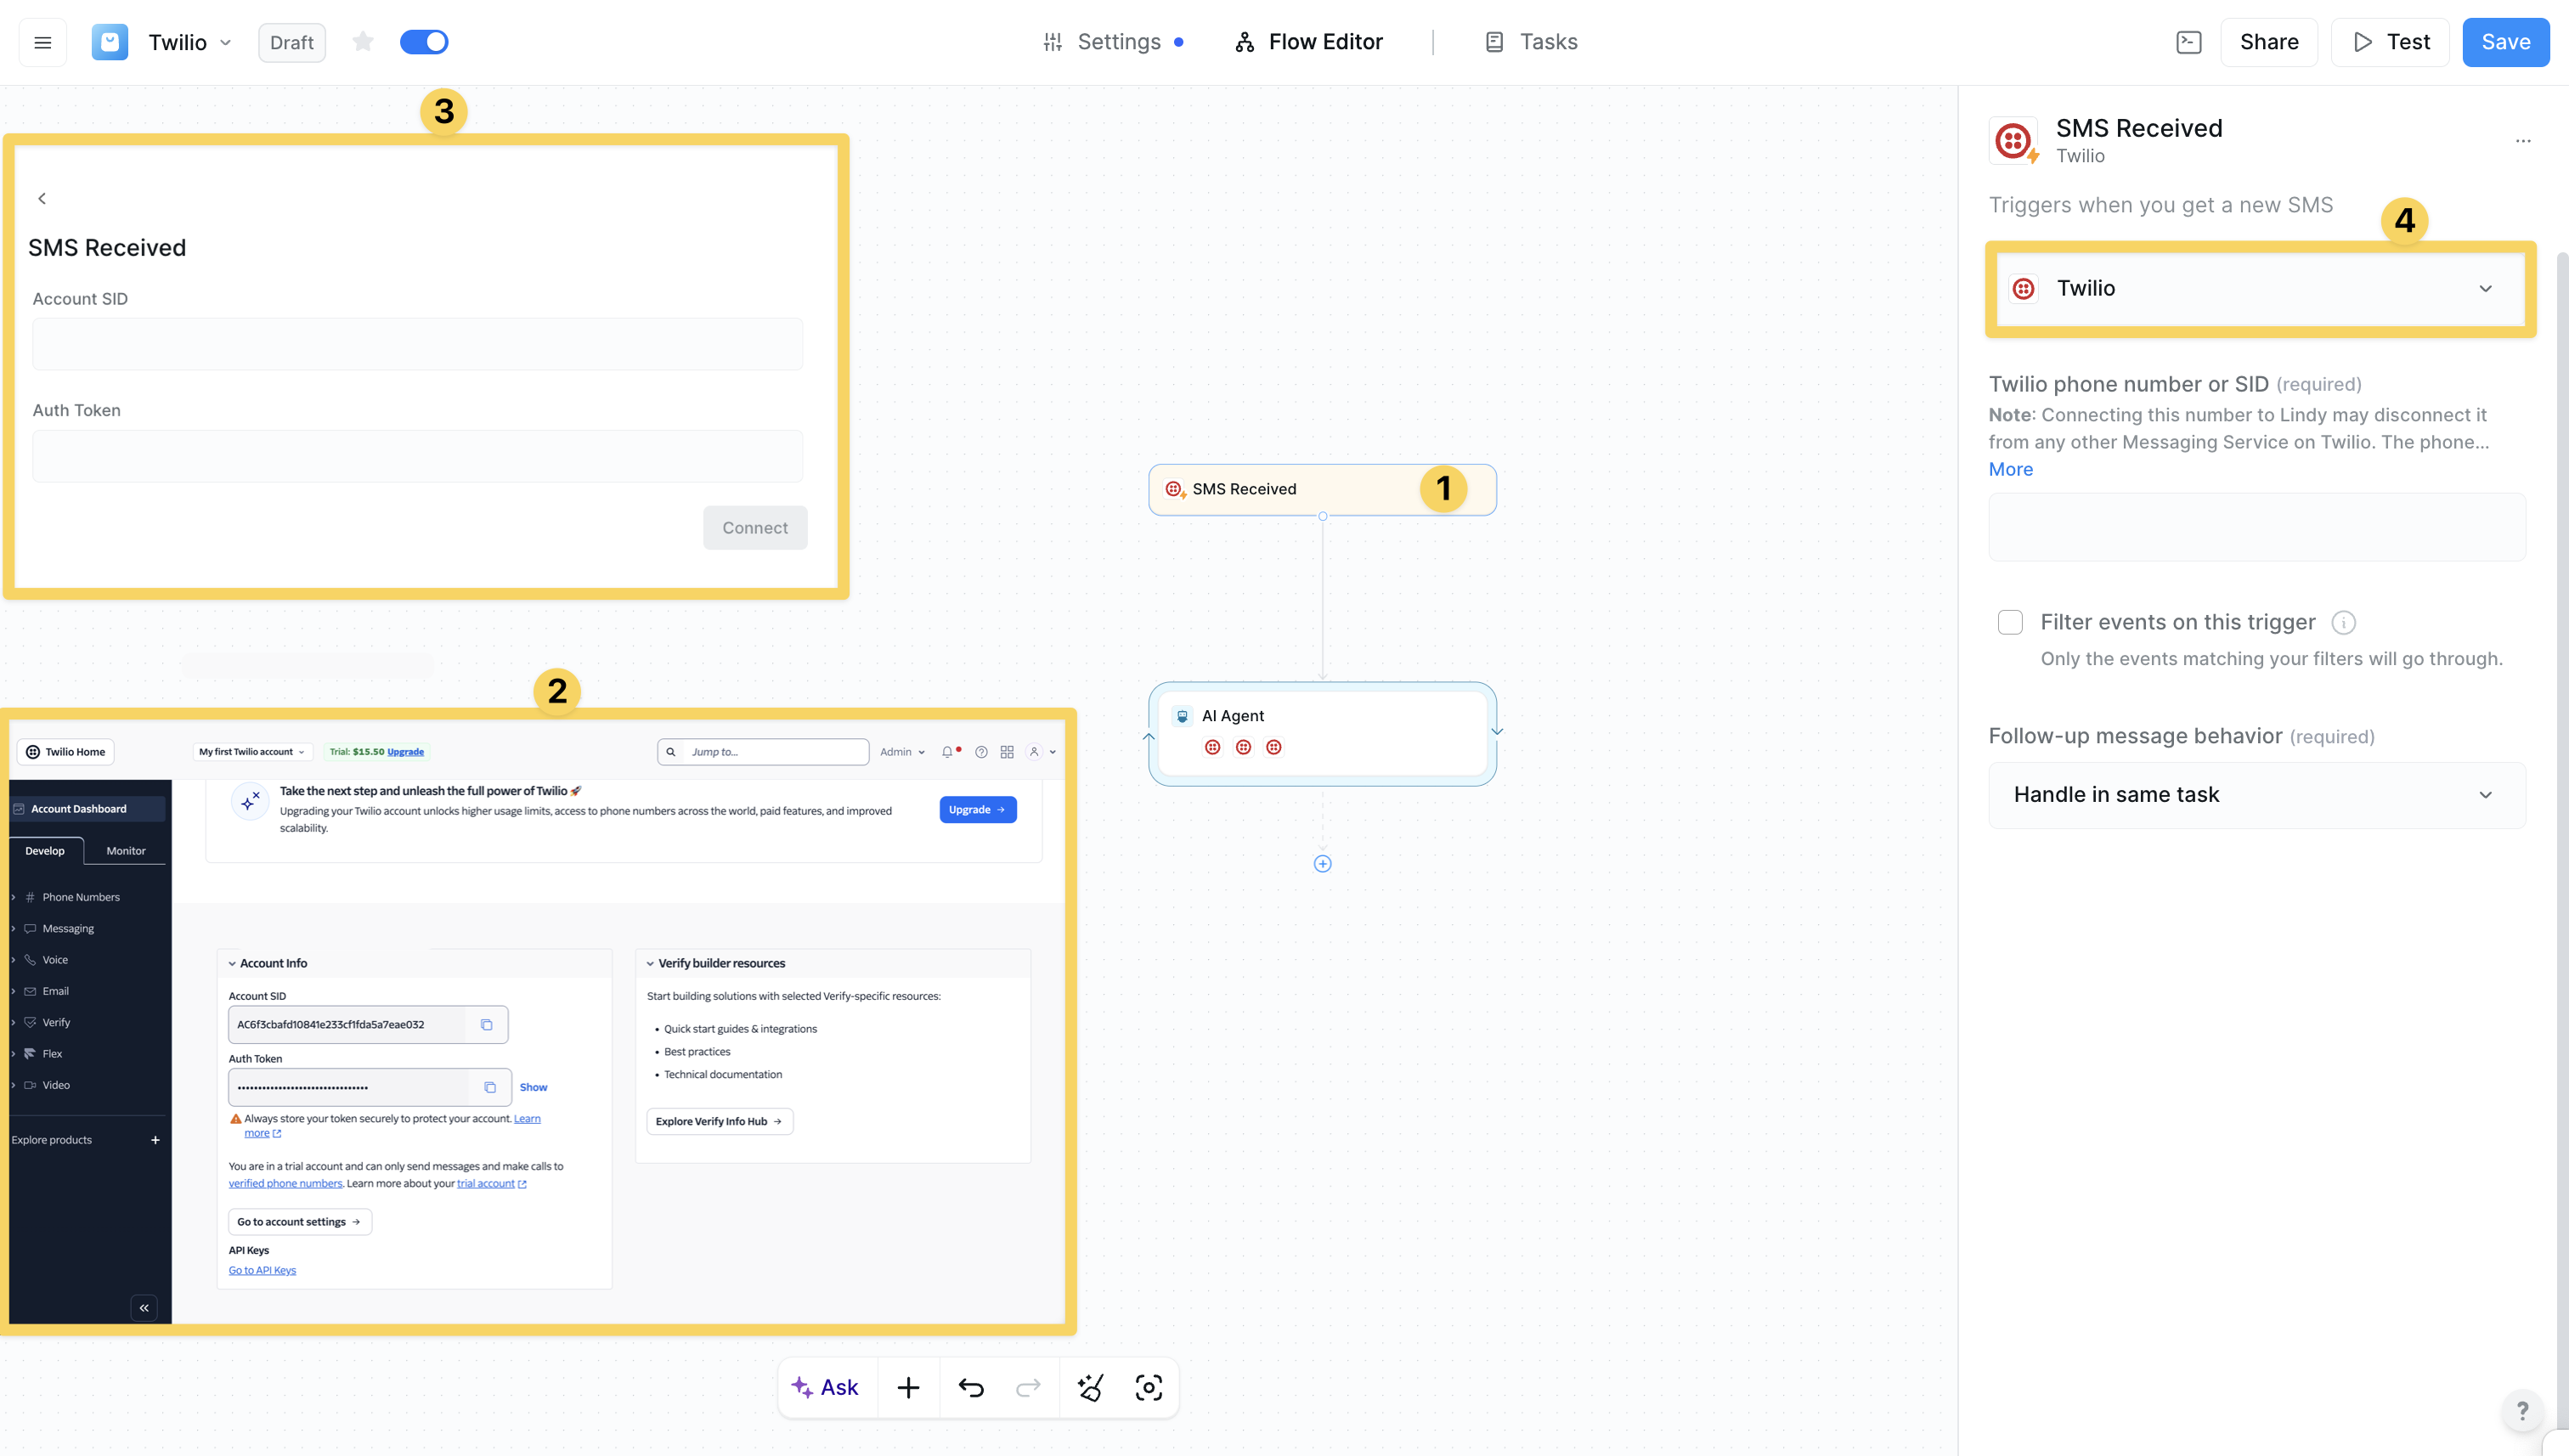 Twilio
Draft
Settings
Flow Editor
Tasks
Share
Test
Save
3
SMS Received
Account SID
Auth Token
Connect
2
Twilio Home
My first Twilio account
Trial: $15.50 Upgrade
Jump to...
Admin
Account Dashboard
Develop
Monitor
Phone Numbers
Messaging
Voice
Email
Verify
Flex
Video
Explore products
Take the next step and unleash the full power of Twilio 🚀
Upgrading your Twilio account unlocks higher usage limits, access to phone numbers across the world, paid features, and improved
scalability.
Upgrade →
Account Info
Account SID
AC6f3cbafd10841e233cf1fda5a7eae032
Auth Token
••••••••••••••••••••••••••••••••
Show
Always store your token securely to protect your account. Learn
more
You are in a trial account and can only send messages and make calls to
verified phone numbers. Learn more about your trial account
Go to account settings →
API Keys
Go to API Keys
Verify builder resources
Start building solutions with selected Verify-specific resources:
• Quick start guides & integrations
• Best practices
• Technical documentation
Explore Verify Info Hub →
SMS Received
1
AI Agent
Ask
SMS Received
Twilio
Triggers when you get a new SMS
4
Twilio
Twilio phone number or SID (required)
Note: Connecting this number to Lindy may disconnect it
from any other Messaging Service on Twilio. The phone...
More
Filter events on this trigger
Only the events matching your filters will go through.
Follow-up message behavior (required)
Handle in same task
?